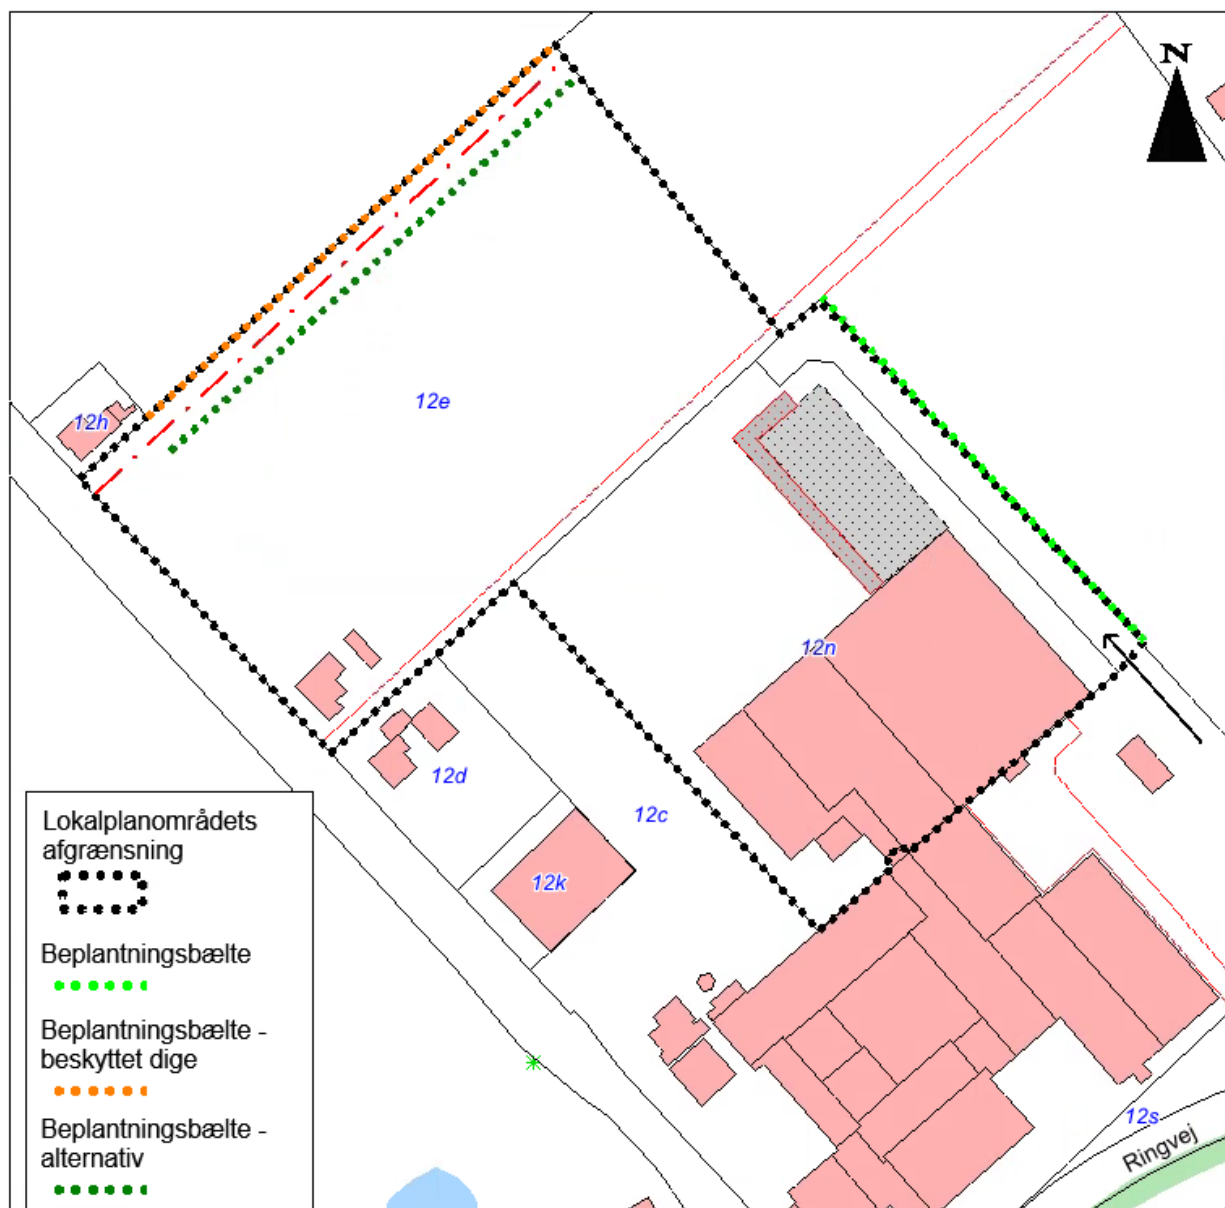 N
12h
12e
12n
12d
12c
12k
12s
Ringvej
Lokalplanområdets
afgrænsning
Beplantningsbælte
Beplantningsbælte -
beskyttet dige
Beplantningsbælte -
alternativ